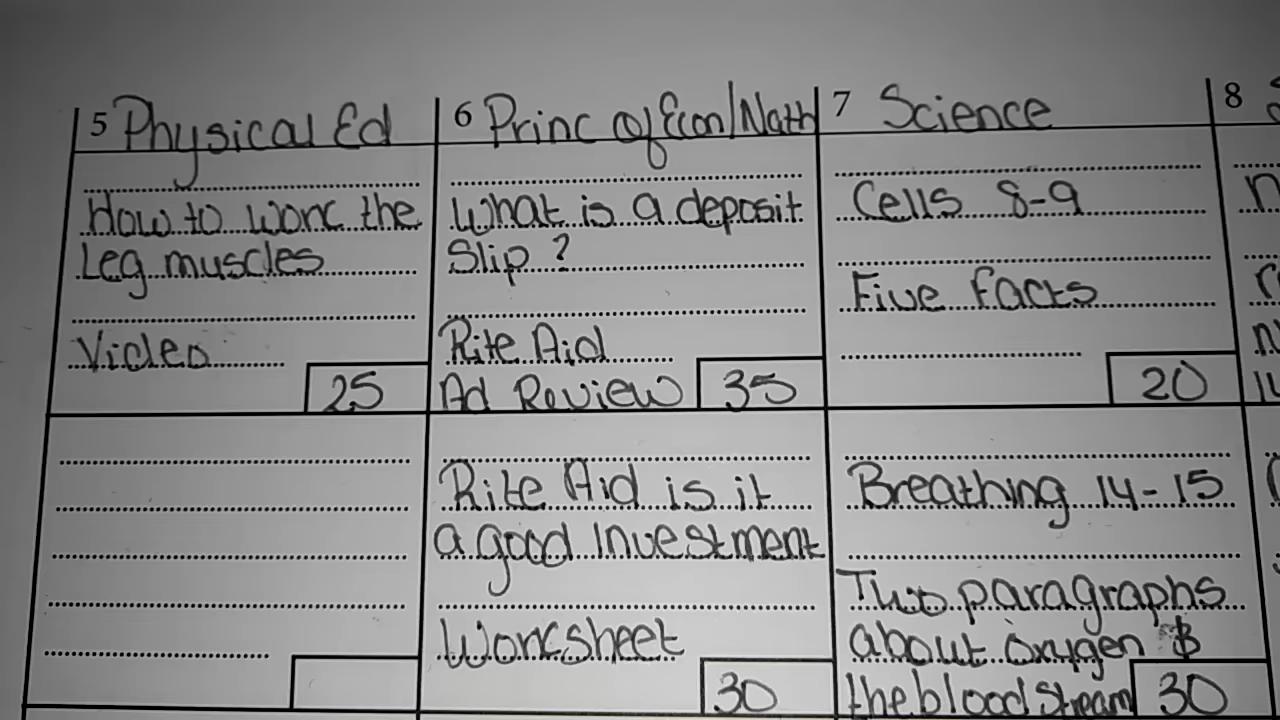 5 Physical Ed
How to work the
Leg muscles
Video
25
6 Princ of Econ/Math
What is a deposit
Slip?
Rite Aid
Ad Review
35
7 Science
Cells 8-9
Five facts
20
8
Rite Aid is it
a good Investment
Worksheet
30
Breathing 14-15
Two paragraphs
about oxygen &
the blood stream
30